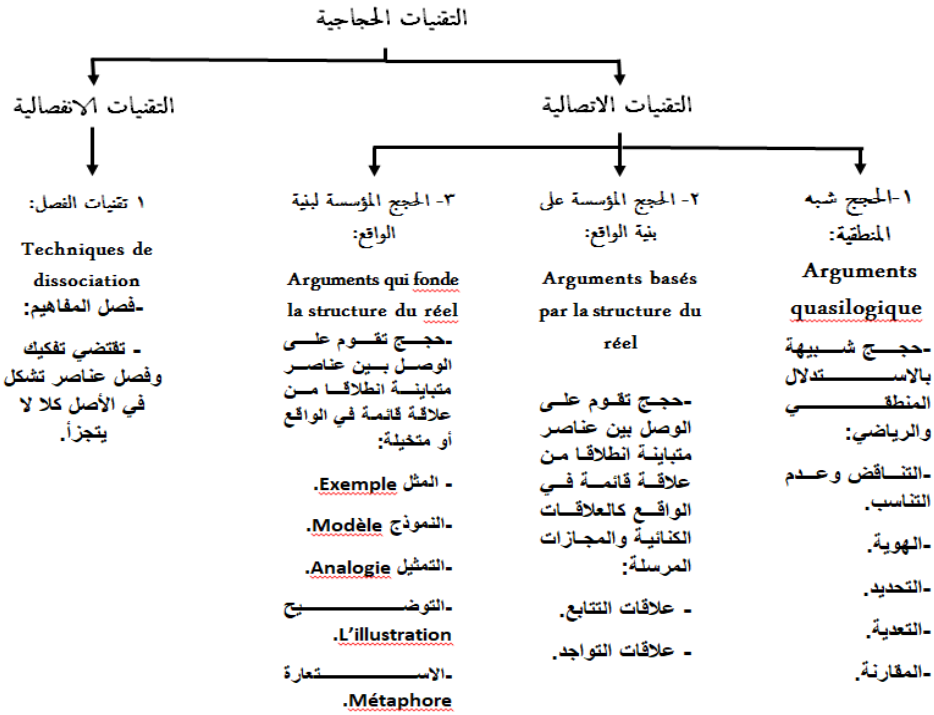 التقنيات الحجاجية
التقنيات الاتصالية
التقنيات الانفصالية
١-الحجج شبه
المنطقية:
Arguments
quasilogique
-حجج شبيهة
بالاستدلال
المنطقي
والرياضي:
-التناقض وعدم
التناسب.
-الهوية.
-التحديد.
-التعدية.
-المقارنة.
٢- الحجج المؤسسة على
بنية الواقع:
Arguments basés
par la structure du
réel
-حجج تقوم على
الوصل بين عناصر
متباينة انطلاقا من
علاقة قائمة في
الواقع كالعلاقات
الكنائية والمجازات
المرسلة:
- علاقات التتابع.
- علاقات التواجد.
٣- الحجج المؤسسة لبنية
الواقع:
Arguments qui fonde
la structure du réel
-حجج تقوم على
الوصل بين عناصر
متباينة انطلاقا من
علاقة قائمة في الواقع
أو متخيلة:
- المثل Exemple.
-النموذج Modèle.
-التمثيل Analogie.
-التوضيح
L’illustration.
-الاستعارة
Métaphore.
١ تقنيات الفصل:
Techniques de
dissociation
-فصل المفاهيم:
- تقتضي تفكيك
وفصل عناصر تشكل
في الأصل كلا لا
يتجزأ.